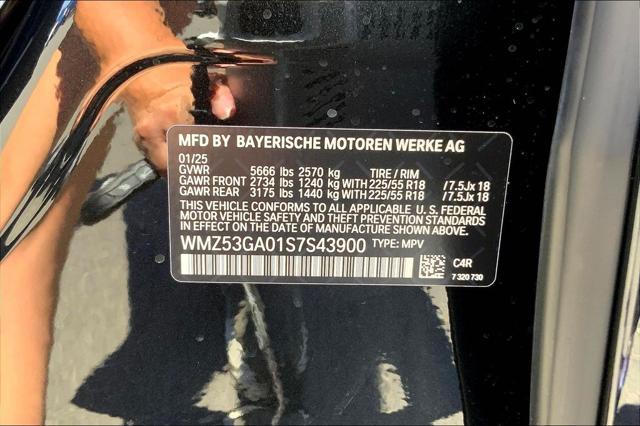 MFD BY BAYERISCHE MOTOREN WERKE AG
01/25
GVWR 5666 lbs 2570 kg TIRE / RIM
GAWR FRONT 2734 lbs 1240 kg WITH 225/55 R18 /7.5Jx 18
GAWR REAR 3175 lbs 1440 kg WITH 225/55 R18 /7.5Jx 18
THIS VEHICLE CONFORMS TO ALL APPLICABLE U. S. FEDERAL
MOTOR VEHICLE SAFETY AND THEFT PREVENTION STANDARDS
IN EFFECT ON THE DATE OF MANUFACTURE SHOWN ABOVE.
WMZ53GA01S7S43900 TYPE: MPV
C4R
7 320 730